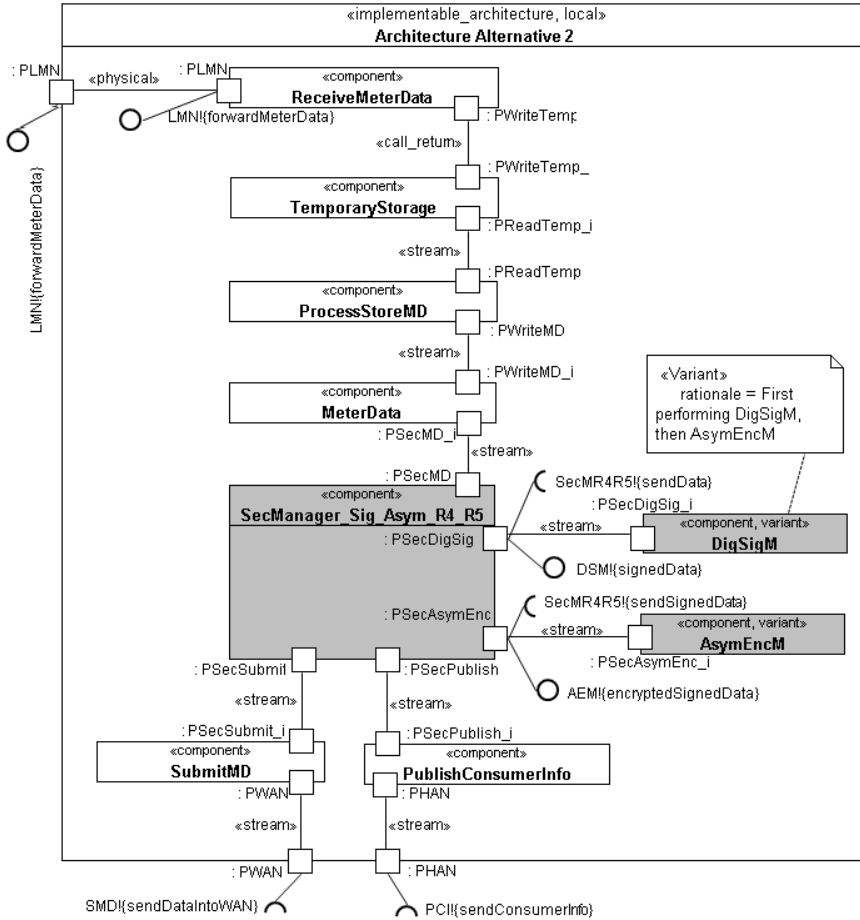 «implementable_architecture, local»
Architecture Alternative 2
: PLMN
«physical»
: PLMN
«component»
ReceiveMeterData
LMN!{forwardMeterData}
: PWriteTemp
LMN!{forwardMeterData}
«call_return»
: PWriteTemp_
«component»
TemporaryStorage
: PReadTemp_i
«stream»
: PReadTemp
«component»
ProcessStoreMD
: PWriteMD
«stream»
: PWriteMD_i
«component»
MeterData
: PSecMD_i
«stream»
: PSecMD
«Variant»
rationale = First
performing DigSigM,
then AsymEncM
«component»
SecManager_Sig_Asym_R4_R5
SecMR4R5!{sendData}
: PSecDigSig_i
: PSecDigSig
«stream»
«component, variant»
DigSigM
DSM!{signedData}
SecMR4R5!{sendSignedData}
: PSecAsymEnc
«stream»
«component, variant»
AsymEncM
: PSecAsymEnc_i
AEM!{encryptedSignedData}
: PSecSubmit
: PSecPublish
«stream»
«stream»
: PSecSubmit_i
: PSecPublish_i
«component»
SubmitMD
«component»
PublishConsumerInfo
: PWAN
: PHAN
«stream»
«stream»
: PWAN
: PHAN
SMD!{sendDataIntoWAN}
PCI!{sendConsumerInfo}